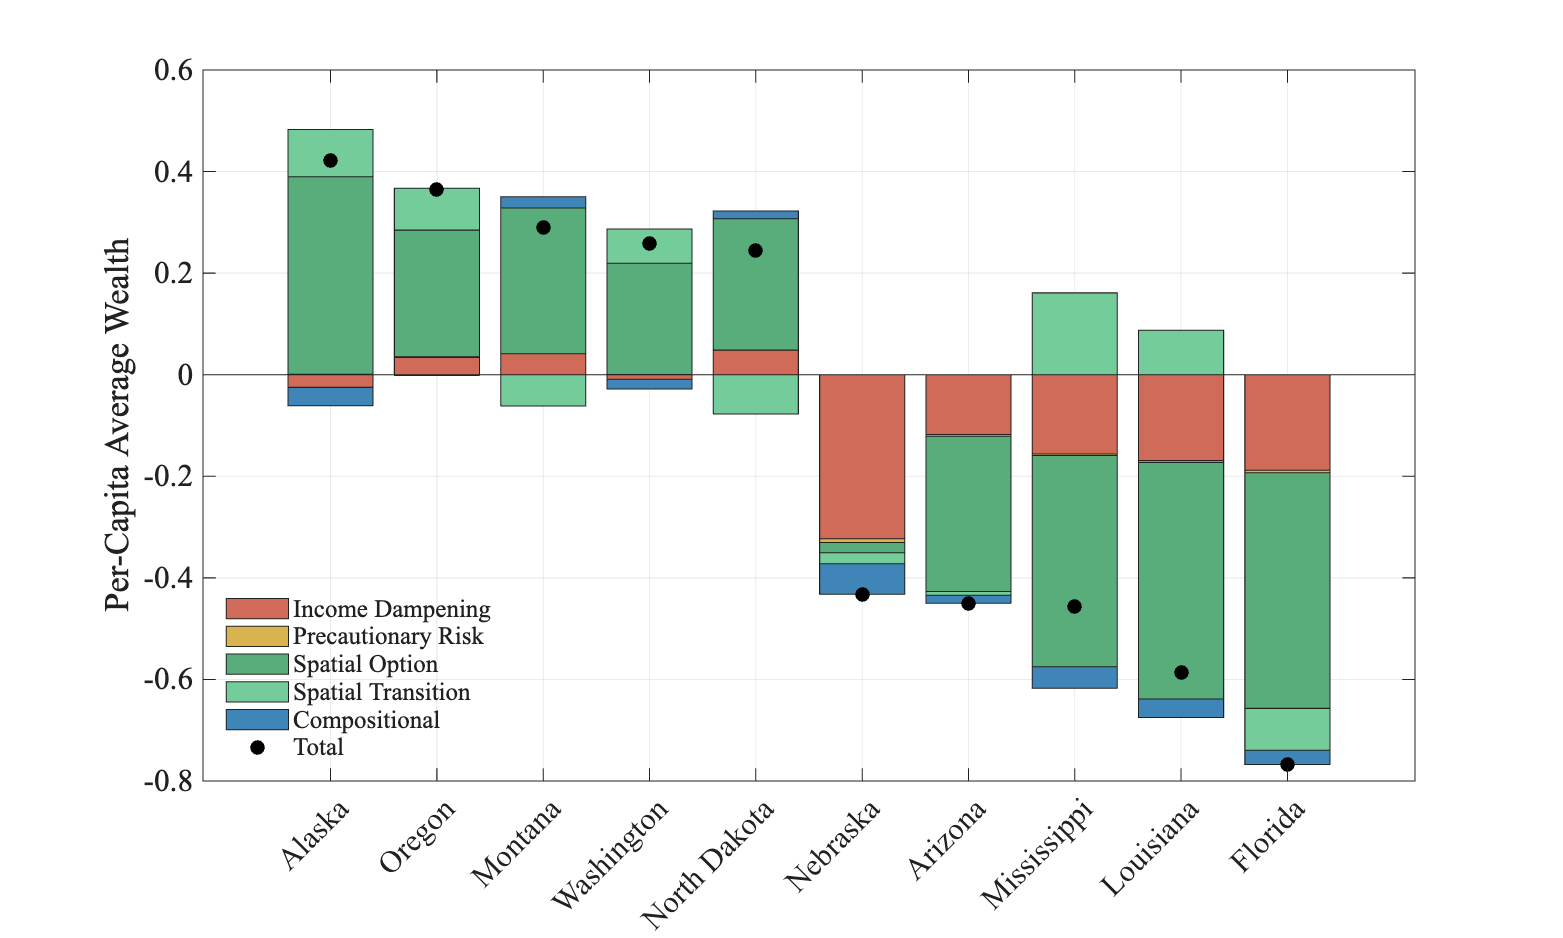 0.6
0.4
0.2
0
-0.2
-0.4
-0.6
-0.8
Per-Capita Average Wealth
Income Dampening
Precautionary Risk
Spatial Option
Spatial Transition
Compositional
Total
Alaska
Oregon
Montana
Washington
North Dakota
Nebraska
Arizona
Mississippi
Louisiana
Florida